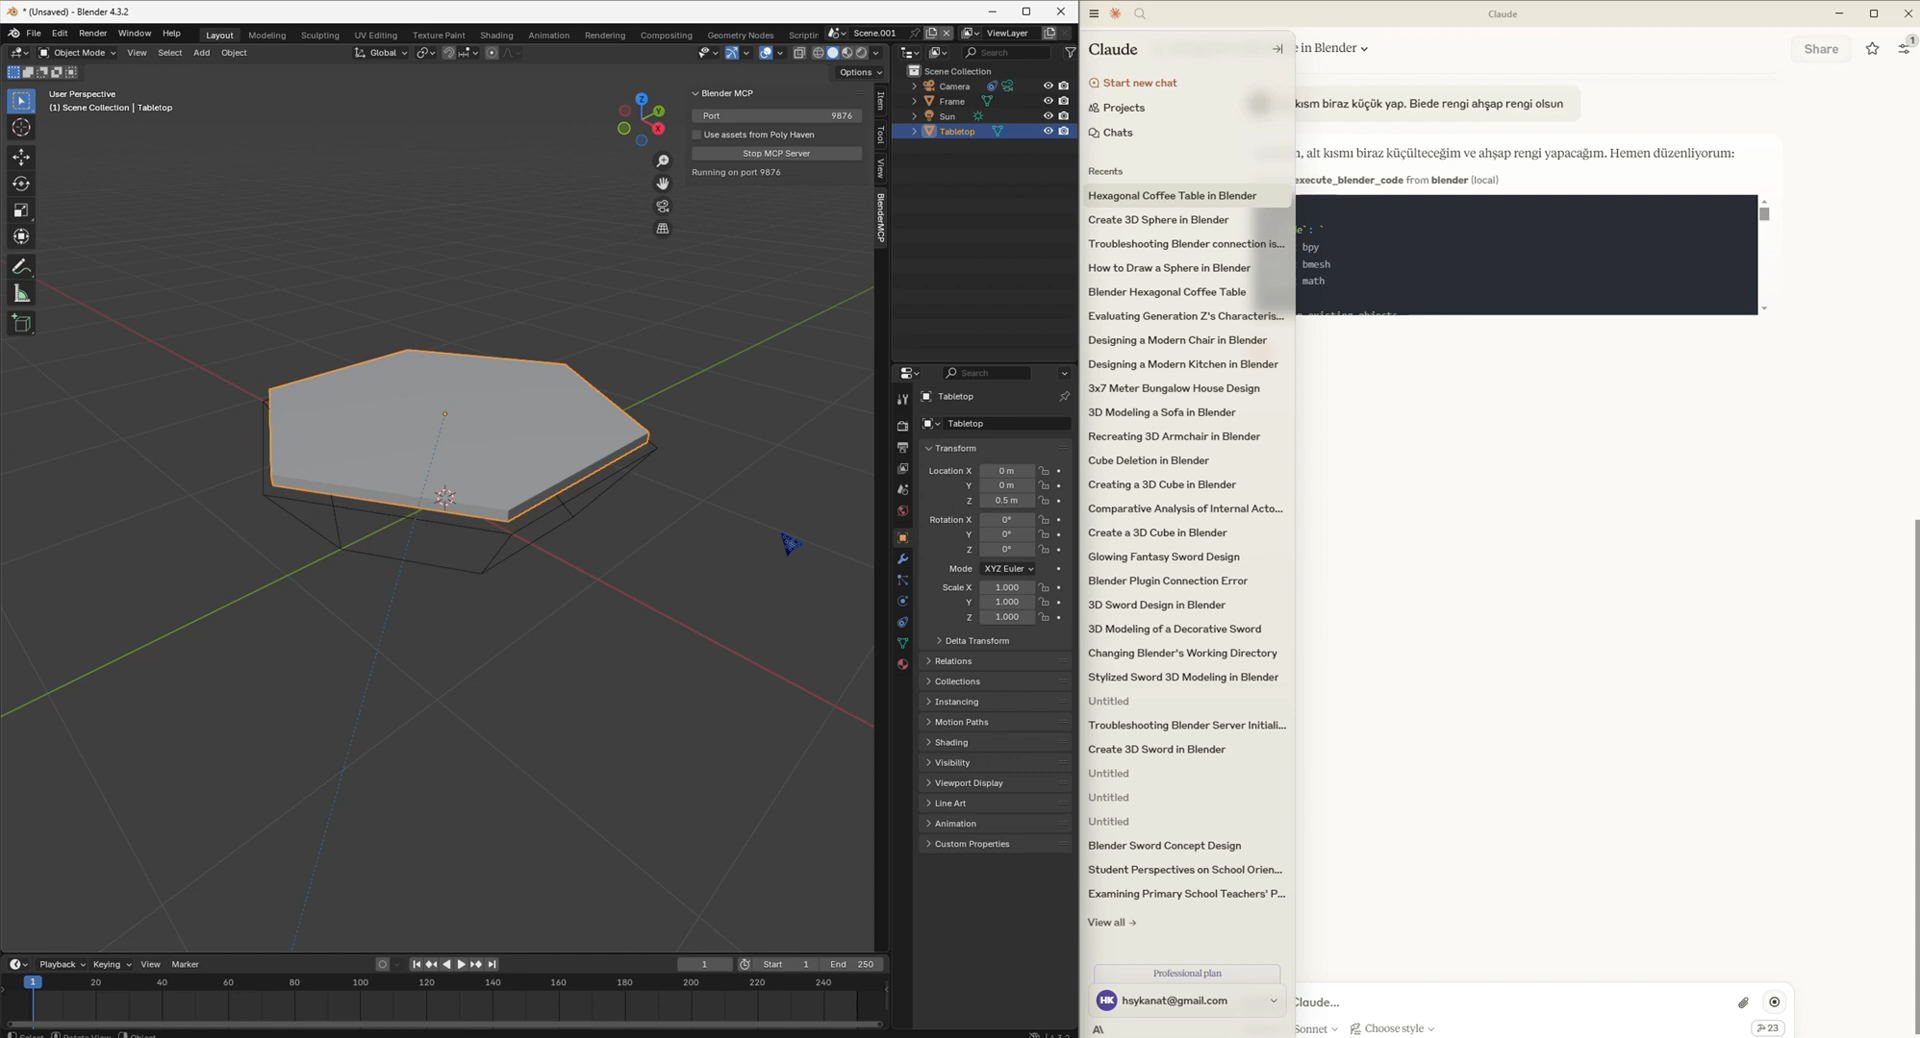 * (Unsaved) - Blender 4.3.2
File Edit Render Window Help Layout Modeling Sculpting UV Editing Texture Paint Shading Animation Rendering Compositing Geometry Nodes Scriptin Scene.001 ViewLayer
Object Mode View Select Add Object Global Search
Options
User Perspective
(1) Scene Collection | Tabletop
Z
Y
X
Blender MCP
Port 9876
Use assets from Poly Haven
Stop MCP Server
Running on port 9876
Item
Tool
View
BlenderMCP
Scene Collection
Camera
Frame
Sun
Tabletop
Search
Tabletop
Tabletop
Transform
Location X 0 m
Y 0 m
Z 0.5 m
Rotation X 0°
Y 0°
Z 0°
Mode XYZ Euler
Scale X 1.000
Y 1.000
Z 1.000
Delta Transform
Relations
Collections
Instancing
Motion Paths
Shading
Visibility
Viewport Display
Line Art
Animation
Custom Properties
Playback Keying View Marker 1 Start 1 End 250
1 20 40 60 80 100 120 140 160 180 200 220 240
Claude
Claude
Start new chat
Projects
Chats
Recents
Hexagonal Coffee Table in Blender
Create 3D Sphere in Blender
Troubleshooting Blender connection is...
How to Draw a Sphere in Blender
Blender Hexagonal Coffee Table
Evaluating Generation Z's Characteris...
Designing a Modern Chair in Blender
Designing a Modern Kitchen in Blender
3x7 Meter Bungalow House Design
3D Modeling a Sofa in Blender
Recreating 3D Armchair in Blender
Cube Deletion in Blender
Creating a 3D Cube in Blender
Comparative Analysis of Internal Acto...
Create a 3D Cube in Blender
Glowing Fantasy Sword Design
Blender Plugin Connection Error
3D Sword Design in Blender
3D Modeling of a Decorative Sword
Changing Blender's Working Directory
Stylized Sword 3D Modeling in Blender
Untitled
Troubleshooting Blender Server Initiali...
Create 3D Sword in Blender
Untitled
Untitled
Untitled
Blender Sword Concept Design
Student Perspectives on School Orien...
Examining Primary School Teachers' P...
View all →
Professional plan
HK hsykanat@gmail.com
e in Blender
Share
1
kısm biraz küçük yap. Biede rengi ahşap rengi olsun
n, alt kısmı biraz küçülteceğim ve ahşap rengi yapacağım. Hemen düzenliyorum:
execute_blender_code from blender (local)
e`: `
bpy
bmesh
math
Claude...
Sonnet Choose style 23